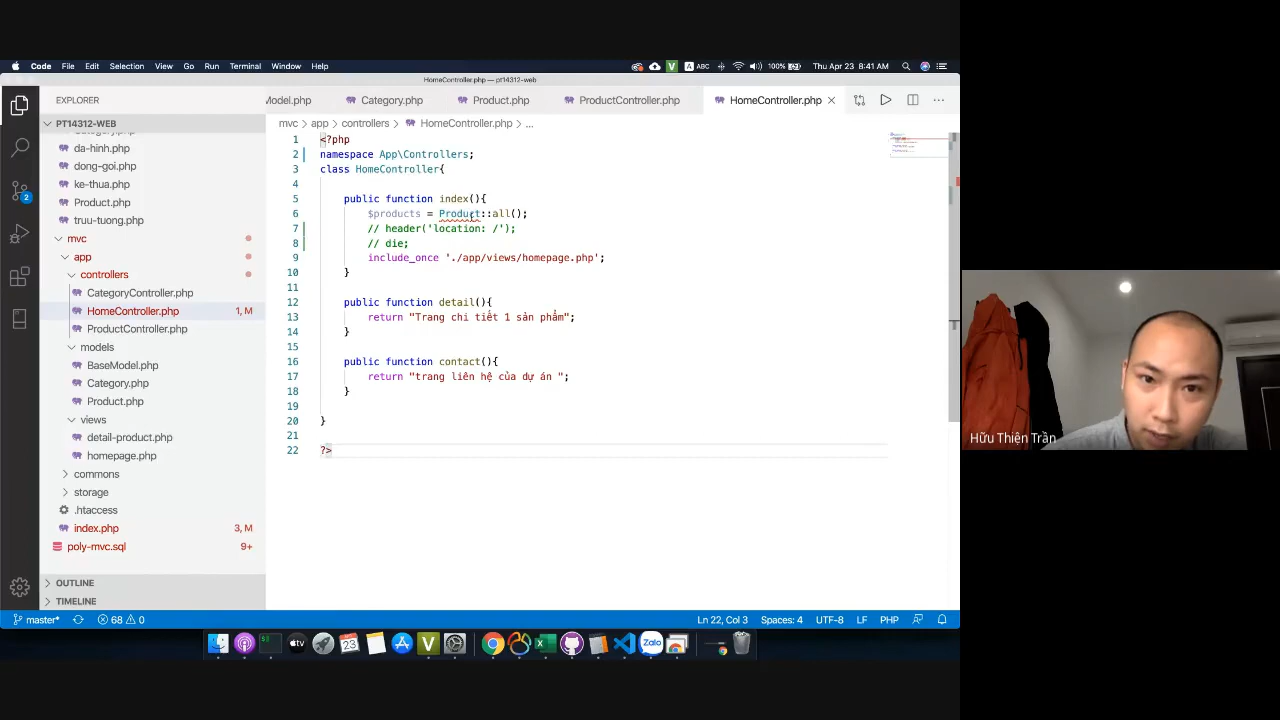 Code File Edit Selection View Go Run Terminal Window Help
ABC 100% Thu Apr 23 8:41 AM
HomeController.php — pt14312-web
EXPLORER
Model.php Category.php Product.php ProductController.php HomeController.php
PT14312-WEB
mvc > app > controllers > HomeController.php > ...
da-hinh.php
dong-goi.php
ke-thua.php
Product.php
truu-tuong.php
mvc
app
controllers
CategoryController.php
HomeController.php 1, M
ProductController.php
models
BaseModel.php
Category.php
Product.php
views
detail-product.php
homepage.php
commons
storage
.htaccess
index.php 3, M
poly-mvc.sql 9+
OUTLINE
TIMELINE
1 <?php
2 namespace App\Controllers;
3 class HomeController{
4
5 public function index(){
6 $products = Product::all();
7 // header('location: /');
8 // die;
9 include_once './app/views/homepage.php';
10 }
11
12 public function detail(){
13 return "Trang chi tiết 1 sản phẩm";
14 }
15
16 public function contact(){
17 return "trang liên hệ của dự án ";
18 }
19
20 }
21
22 ?>
2
master* 68 0 Ln 22, Col 3 Spaces: 4 UTF-8 LF PHP
tv 23 V Zalo
Hữu Thiện Trần